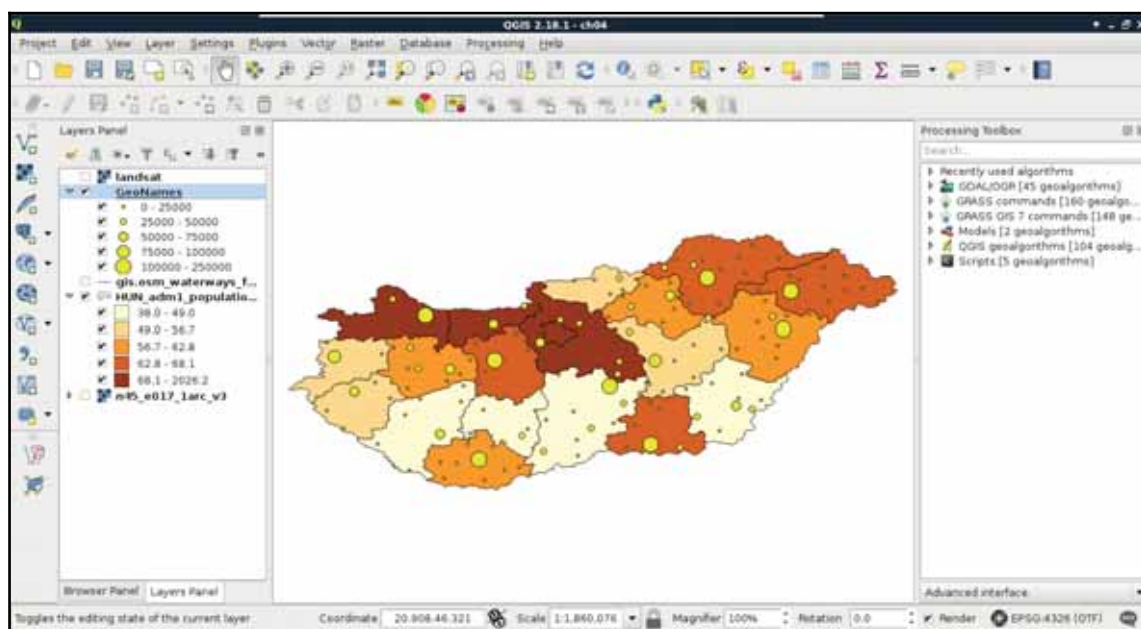 QGIS 2.18.1 - ch04
Project Edit View Layer Settings Plugins Vector Raster Database Processing Help
Layers Panel
landsat
GeoNames
0 - 25000
25000 - 50000
50000 - 75000
75000 - 100000
100000 - 250000
gis.osm_waterways_f...
HUN_adm1_populatio...
38.0 - 49.0
49.0 - 56.7
56.7 - 62.8
62.8 - 68.1
68.1 - 2026.2
n45_e017_1arc_v3
Browser Panel Layers Panel
Processing Toolbox
Search...
Recently used algorithms
GDAL/OGR [45 geoalgorithms]
GRASS commands [160 geoalgo...
GRASS GIS 7 commands [148 ge...
Models [2 geoalgorithms]
QGIS geoalgorithms [104 geoalg...
Scripts [5 geoalgorithms]
Advanced interface
Toggles the editing state of the current layer Coordinate 20.908,46.321 Scale 1:1,860,076 Magnifier 100% Rotation 0.0 Render EPSG:4326 (OTF)